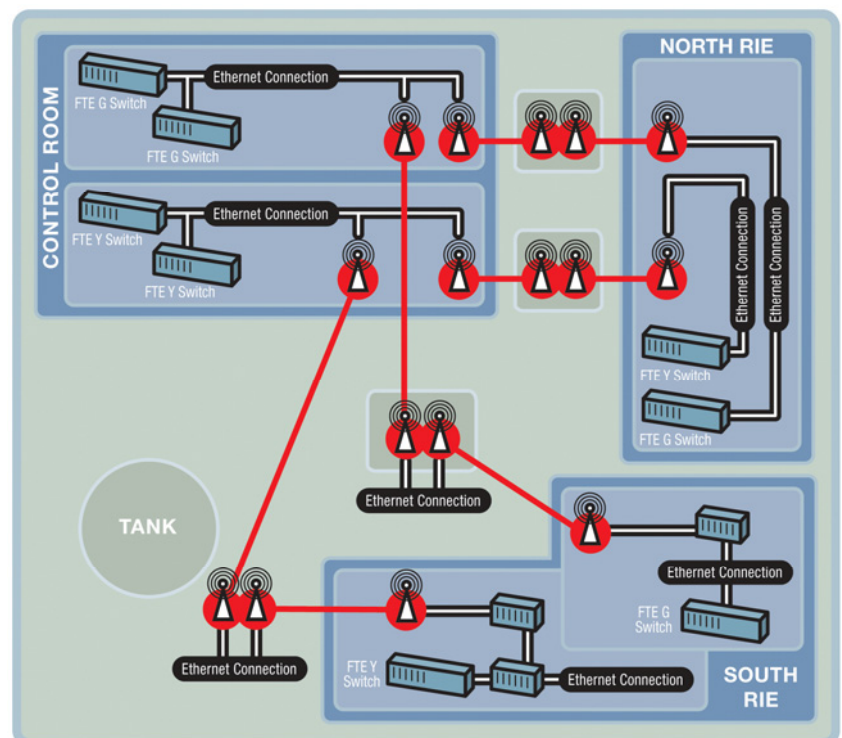 CONTROL ROOM
Ethernet Connection
FTE G Switch
FTE G Switch
Ethernet Connection
FTE Y Switch
FTE Y Switch
NORTH RIE
Ethernet Connection
Ethernet Connection
FTE Y Switch
FTE G Switch
Ethernet Connection
TANK
Ethernet Connection
Ethernet Connection
FTE G
Switch
FTE Y
Switch
Ethernet Connection
SOUTH
RIE